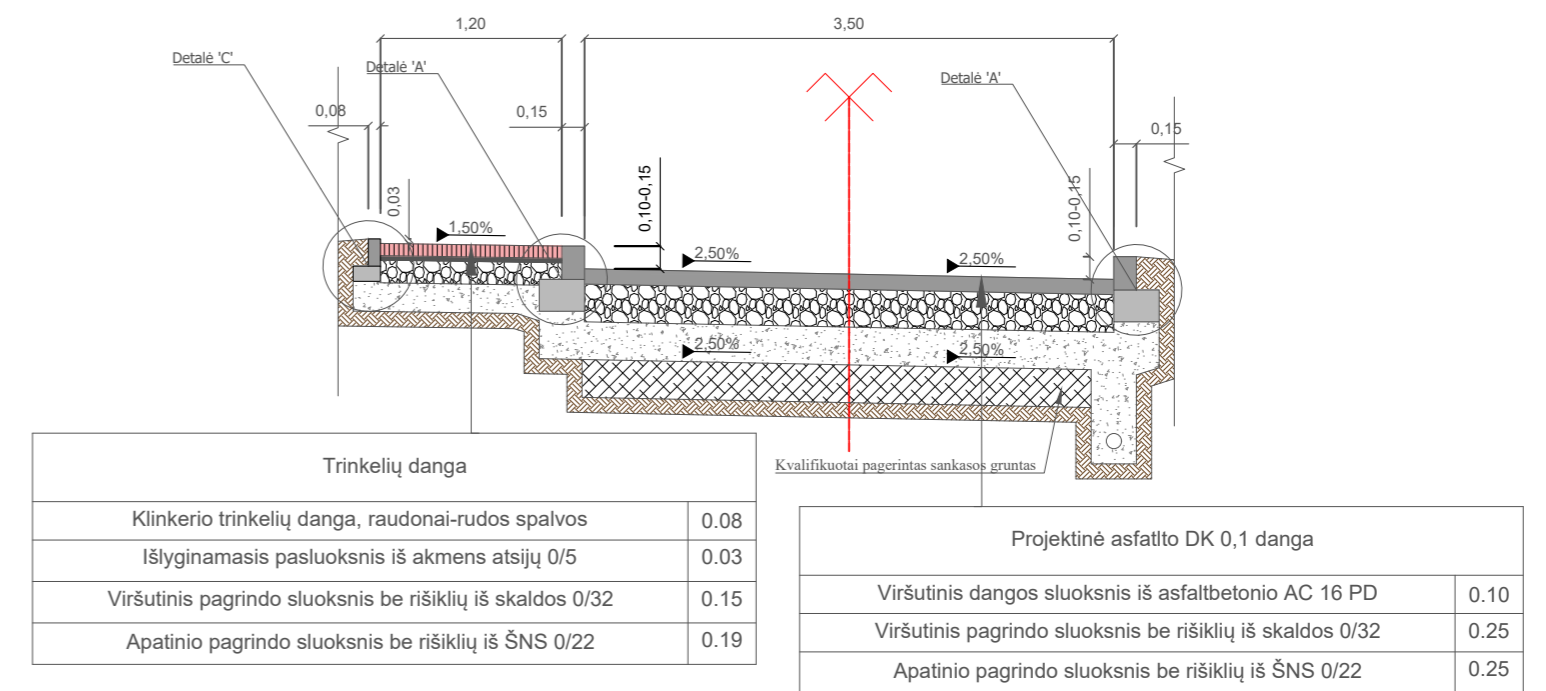 1,20
3,50
Detalė 'C'
Detalė 'A'
Detalė 'A'
0,08
0,15
0,15
0,03
0,10-0,15
0,10-0,15
1,50%
2,50%
2,50%
2,50%
2,50%
Kvalifikuotai pagerintas sankasos gruntas
Trinkelių danga
Klinkerio trinkelių danga, raudonai-rudos spalvos 0.08
Išlyginamasis pasluoksnis iš akmens atsijų 0/5 0.03
Viršutinis pagrindo sluoksnis be rišiklių iš skaldos 0/32 0.15
Apatinio pagrindo sluoksnis be rišiklių iš ŠNS 0/22 0.19
Projektinė asfatlto DK 0,1 danga
Viršutinis dangos sluoksnis iš asfaltbetonio AC 16 PD 0.10
Viršutinis pagrindo sluoksnis be rišiklių iš skaldos 0/32 0.25
Apatinio pagrindo sluoksnis be rišiklių iš ŠNS 0/22 0.25